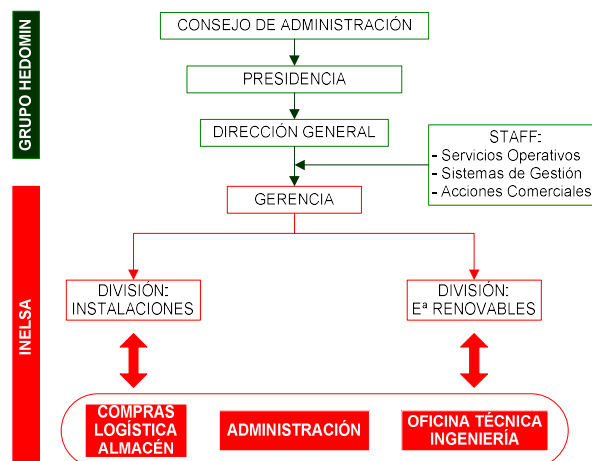 GRUPO HEDOMIN
CONSEJO DE ADMINISTRACIÓN
PRESIDENCIA
DIRECCIÓN GENERAL
STAFF:
- Servicios Operativos
- Sistemas de Gestión
- Acciones Comerciales
INELSA
GERENCIA
DIVISIÓN:
INSTALACIONES
DIVISIÓN:
Eª RENOVABLES
COMPRAS
LOGÍSTICA
ALMACÉN
ADMINISTRACIÓN
OFICINA TÉCNICA
INGENIERÍA